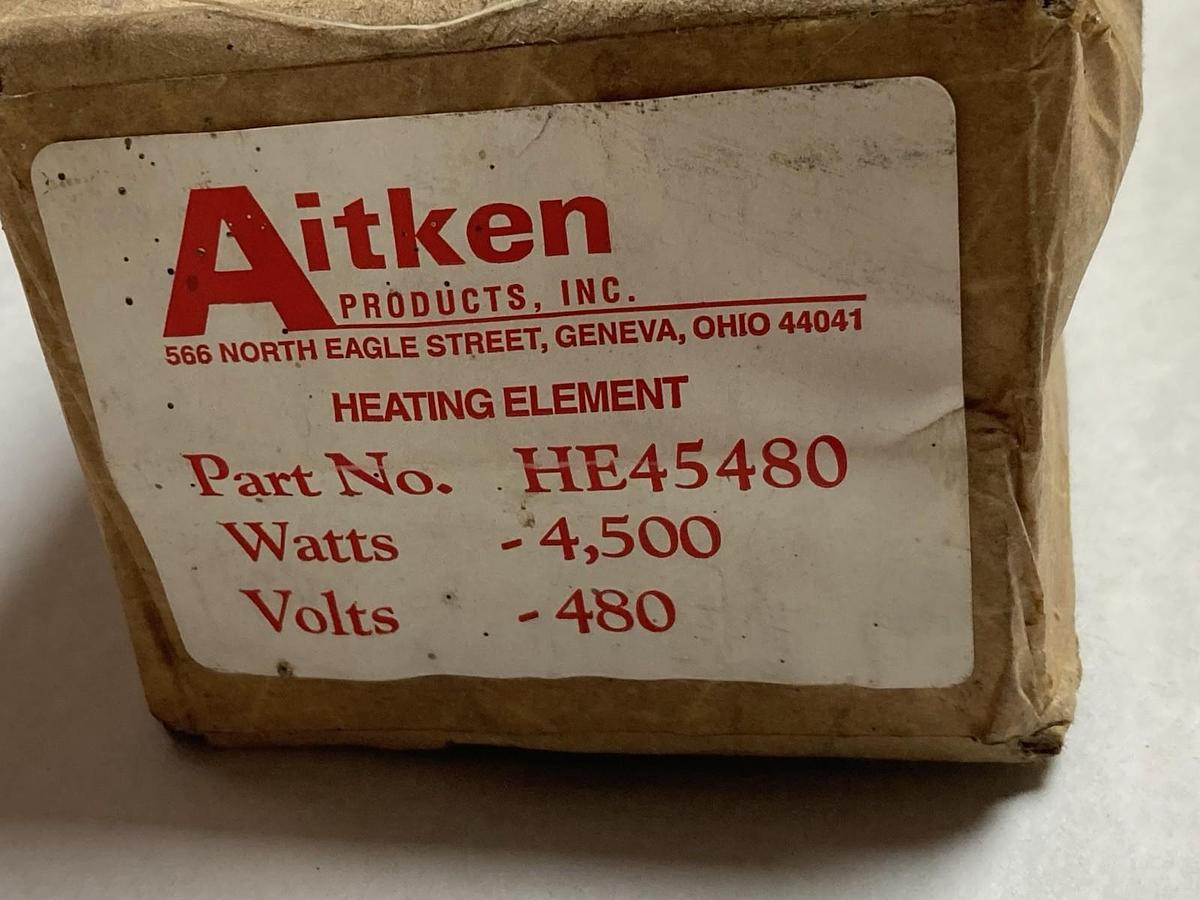 Aitken
PRODUCTS, INC.
566 NORTH EAGLE STREET, GENEVA, OHIO 44041
HEATING ELEMENT
Part No. HE45480
Watts - 4,500
Volts - 480